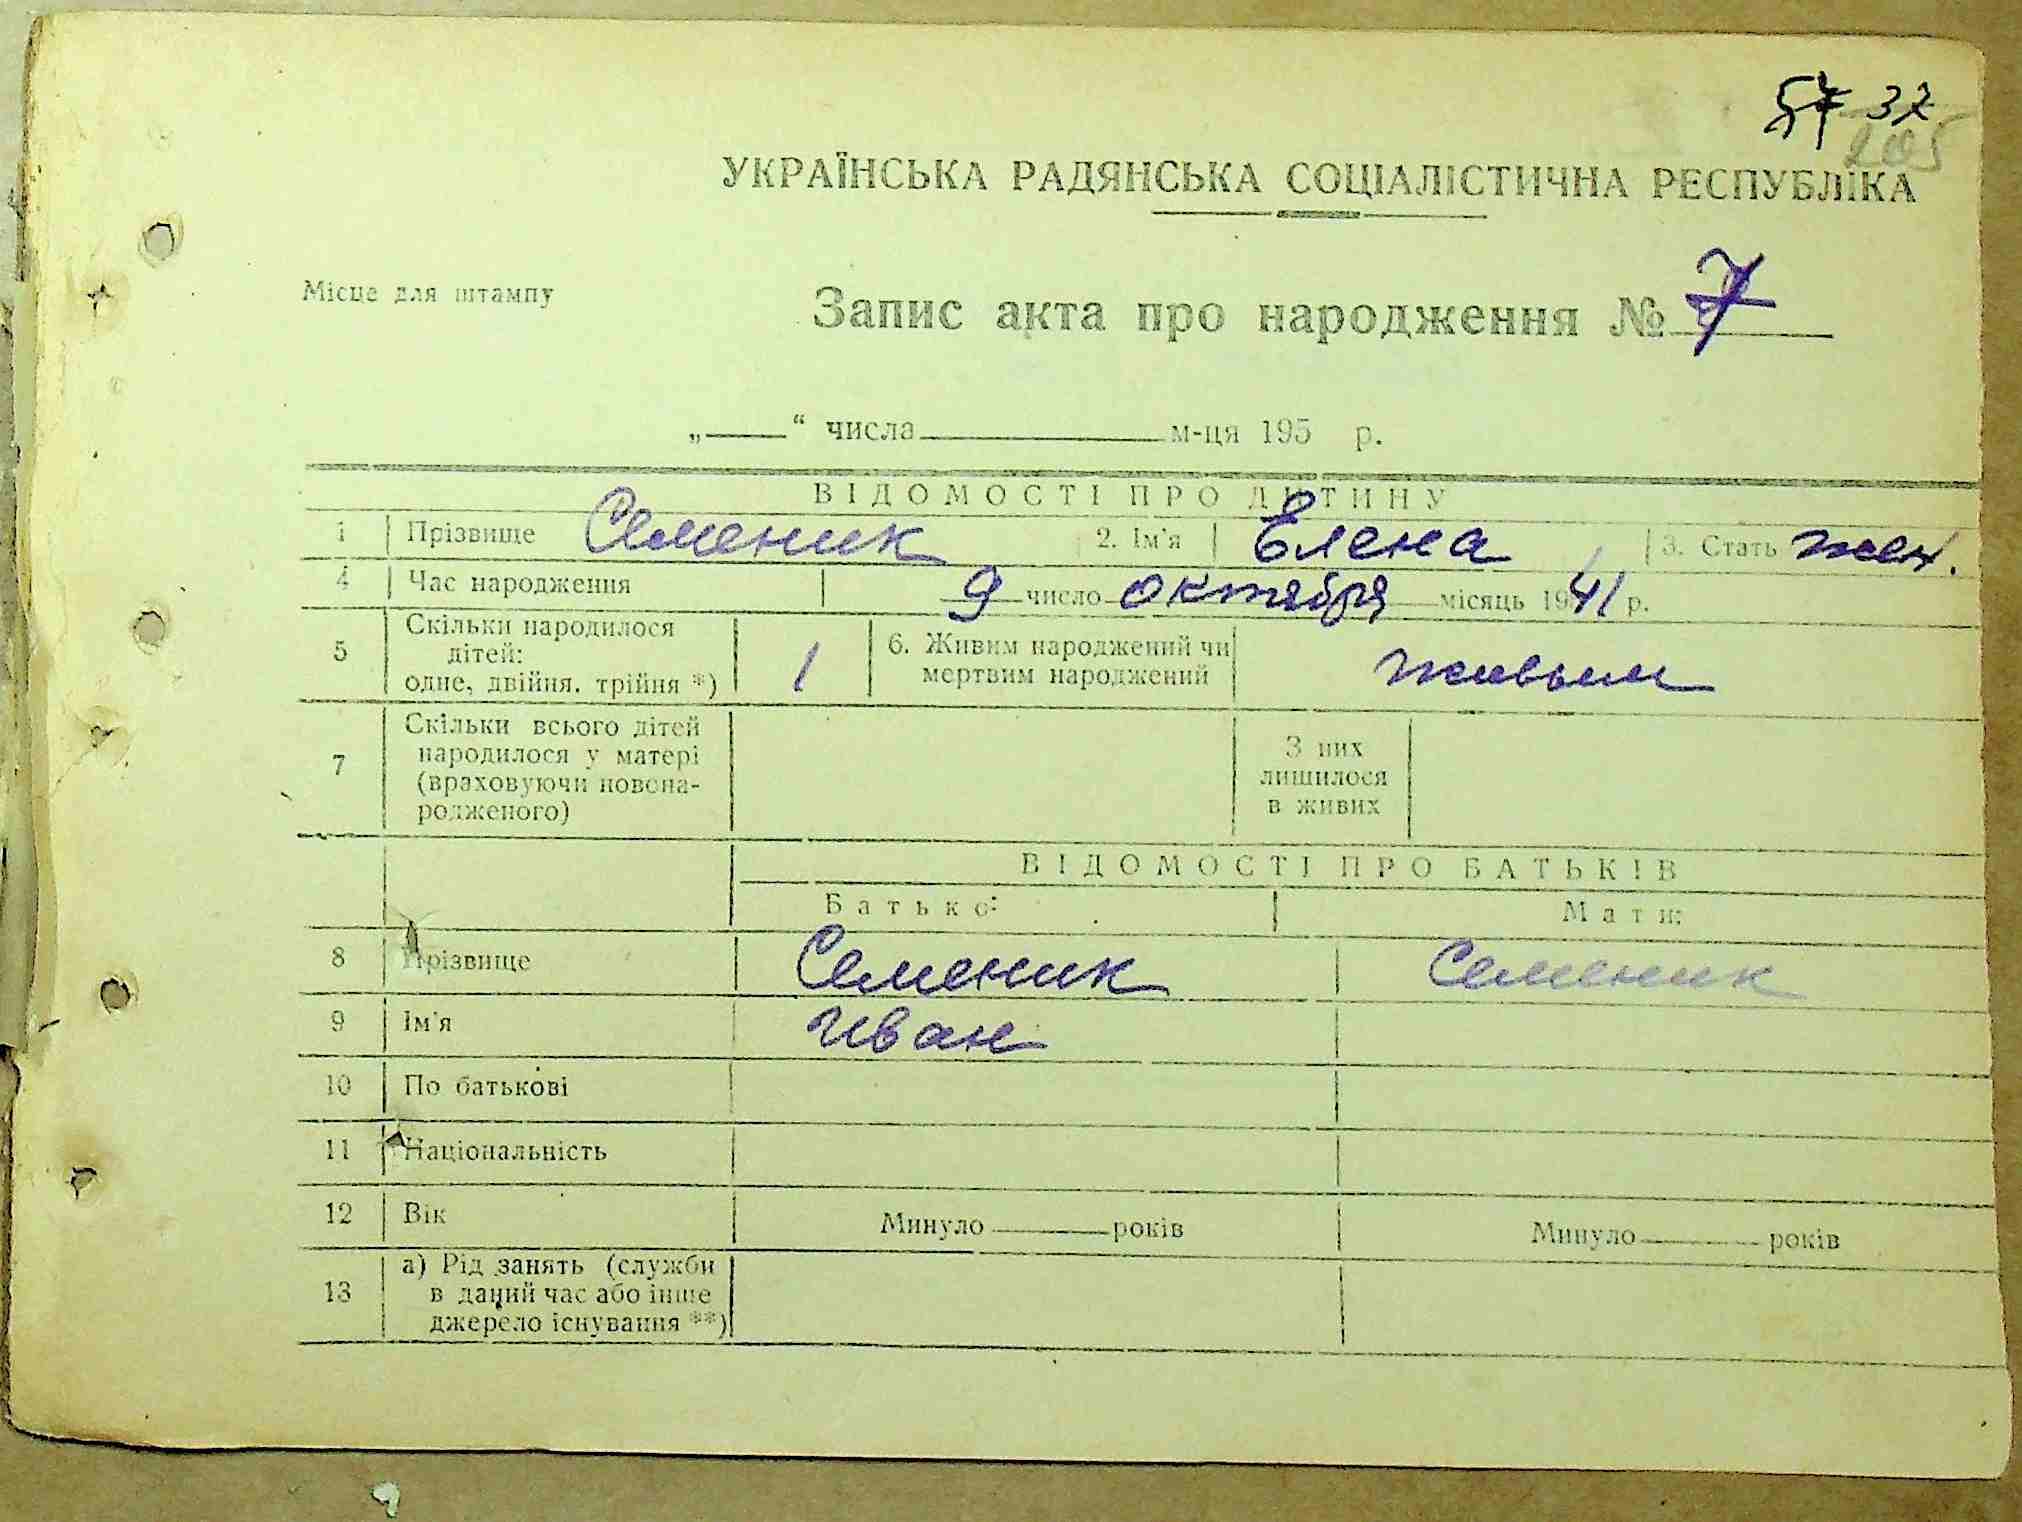 37
205
УКРАЇНСЬКА РАДЯНСЬКА СОЦІАЛІСТИЧНА РЕСПУБЛІКА
Місце для штампу
Запис акта про народження № 7
„ “ числа м-ця 195 р.
ВІДОМОСТІ ПРО ДИТИНУ
1 Прізвище Семеник 2. Ім'я Елена 3. Стать жен.
4 Час народження 9 число октября місяць 1941 р.
5 Скільки народилося дітей: одне, двійня, трійня *) 1 6. Живим народжений чи мертвим народжений живым
7 Скільки всього дітей народилося у матері (враховуючи новонародженого) З них лишилося в живих
ВІДОМОСТІ ПРО БАТЬКІВ
Батько: Мати:
8 Прізвище Семеник Семеник
9 Ім'я Иван
10 По батькові
11 Національність
12 Вік Минуло років Минуло років
13 а) Рід занять (служби в даний час або інше джерело існування **)